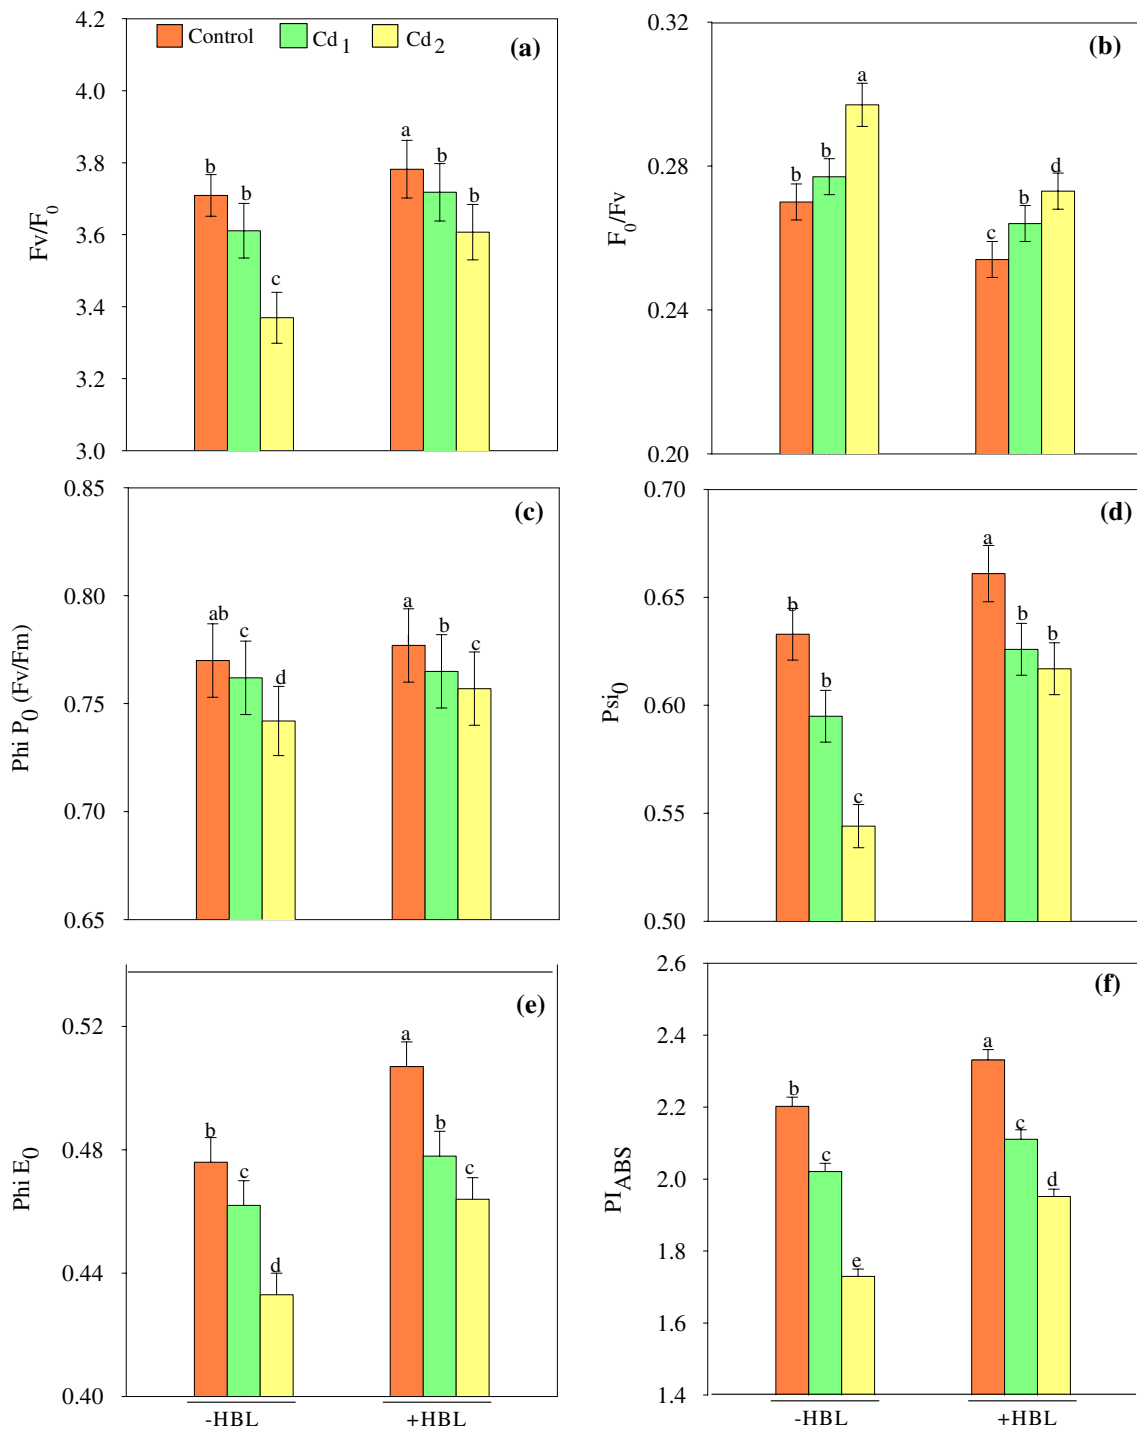 Control Cd1 Cd2
(a)
4.2
4.0
3.8
3.6
3.4
3.2
3.0
Fv/F0
b
b
c
a
b
b
(b)
0.32
0.28
0.24
0.20
F0/Fv
b
b
a
c
b
d
(c)
0.85
0.80
0.75
0.70
0.65
Phi P0 (Fv/Fm)
ab
c
d
a
b
c
(d)
0.70
0.65
0.60
0.55
0.50
Psi0
b
b
c
a
b
b
(e)
0.52
0.48
0.44
0.40
Phi E0
b
c
d
a
b
c
-HBL +HBL
(f)
2.6
2.4
2.2
2.0
1.8
1.6
1.4
PIABS
b
c
e
a
c
d
-HBL +HBL